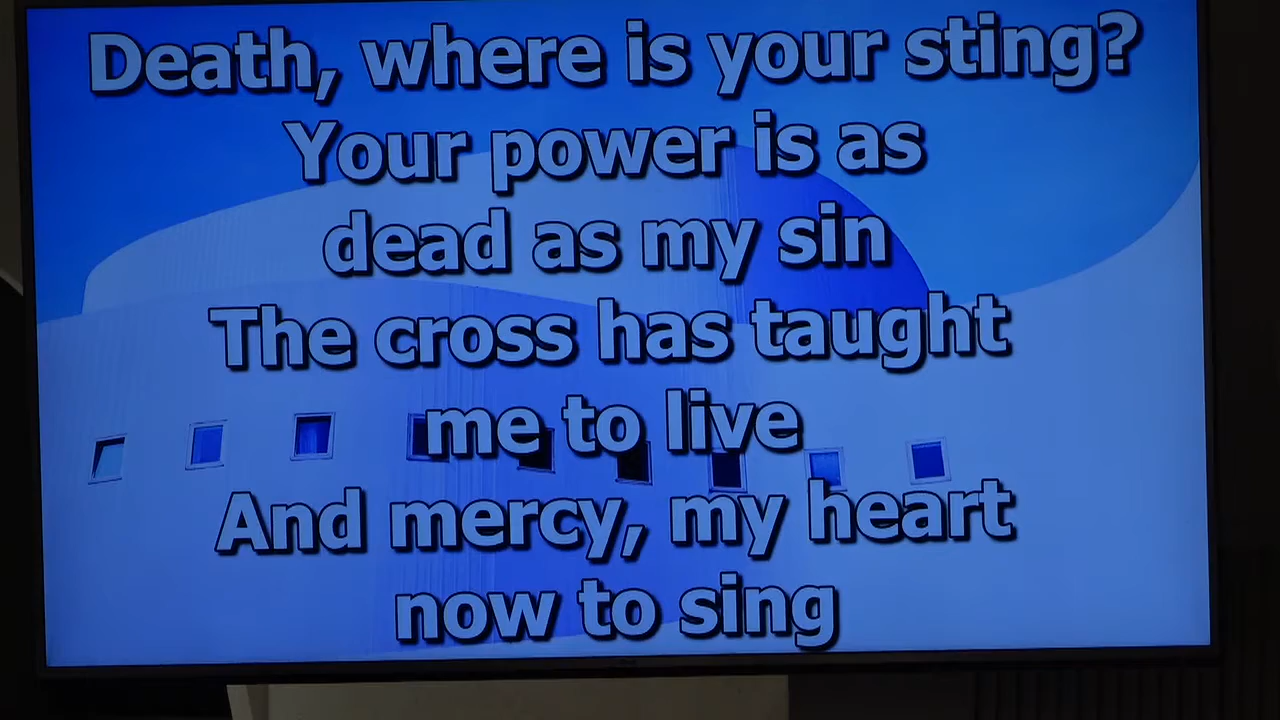 Death, where is your sting?
Your power is as
dead as my sin
The cross has taught
me to live
And mercy, my heart
now to sing